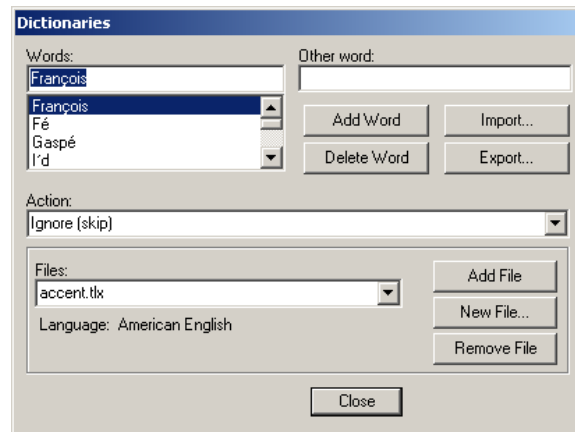 Dictionaries
Words:
Other word:
François
François
Fé
Gaspé
I'd
Add Word
Import...
Delete Word
Export...
Action:
Ignore (skip)
Files:
accent.tlx
Language: American English
Add File
New File...
Remove File
Close